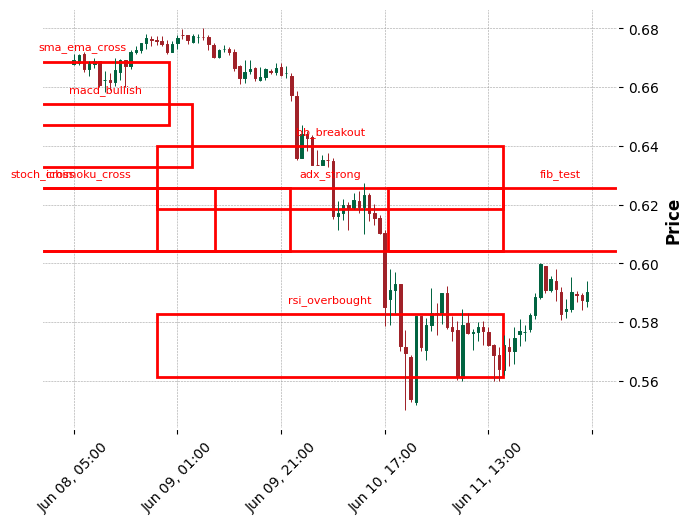 sma_ema_cross
macd_bullish
bb_breakout
stoch_cross
ichimoku_cross
adx_strong
fib_test
rsi_overbought
0.68
0.66
0.64
0.62
0.60
0.58
0.56
Price
Jun 08, 05:00
Jun 09, 01:00
Jun 09, 21:00
Jun 10, 17:00
Jun 11, 13:00